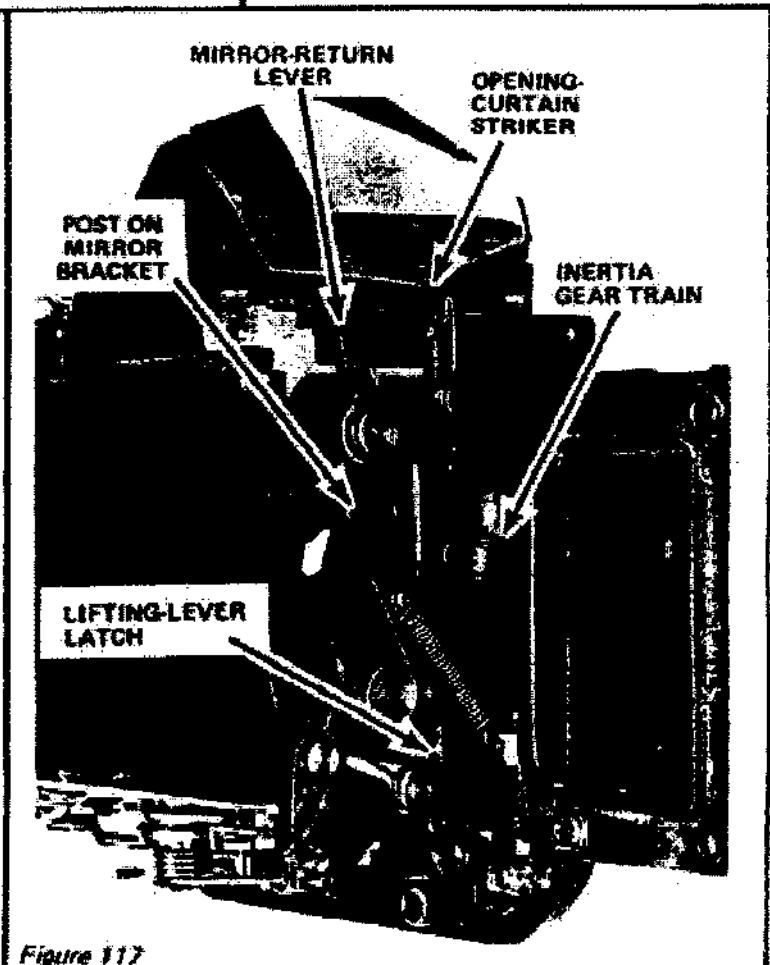 MIRROR-RETURN
LEVER
OPENING-
CURTAIN
STRIKER
POST ON
MIRROR
BRACKET
INERTIA
GEAR TRAIN
LIFTING-LEVER
LATCH
Figure 117